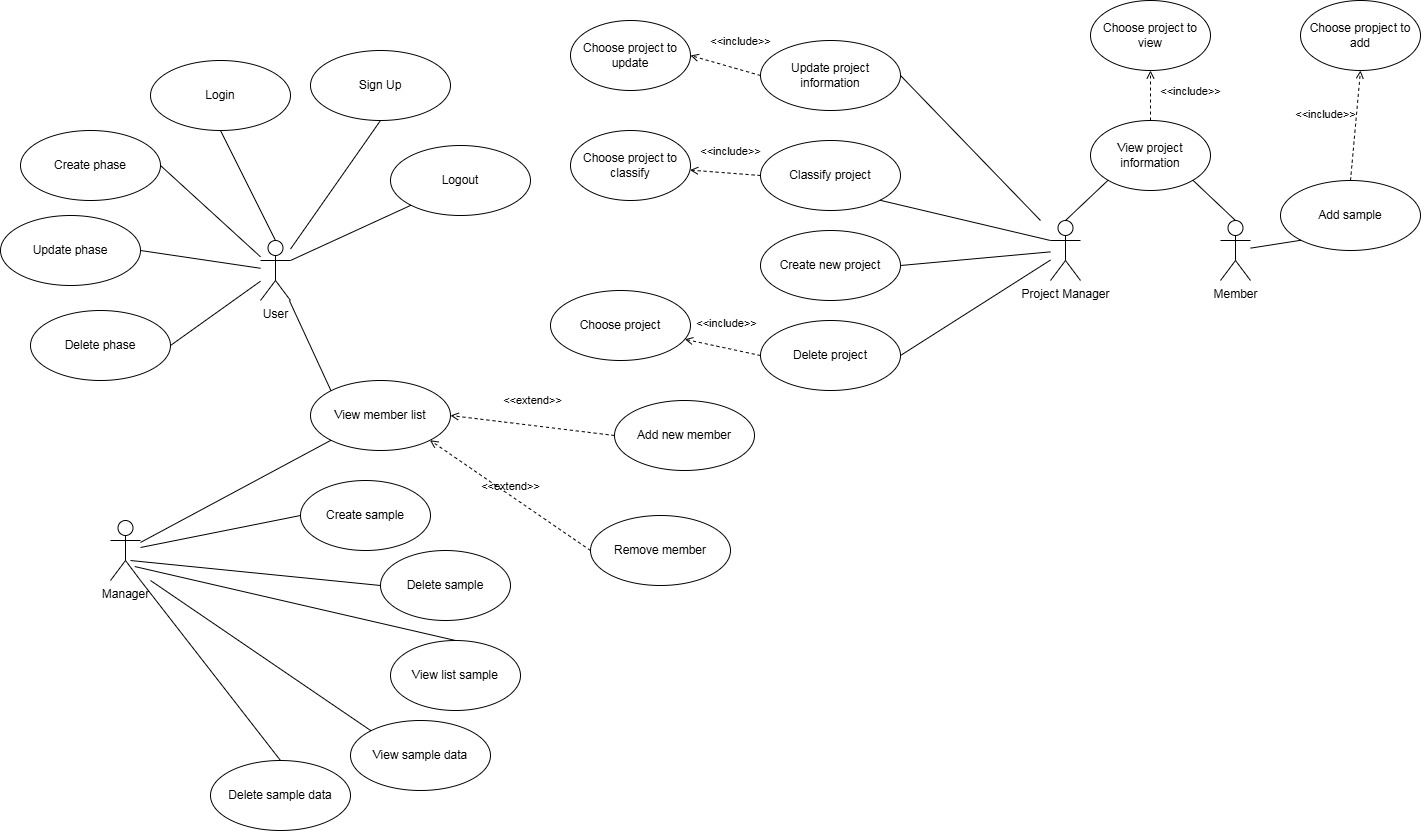 Choose project to
view
Choose propject to
add
Choose project to
update
<<include>>
Update project
information
Login
Sign Up
<<include>>
<<include>>
Create phase
Choose project to
classify
<<include>>
Classify project
View project
information
Logout
Add sample
Update phase
Create new project
User
Project Manager
Member
Delete phase
Choose project
<<include>>
Delete project
View member list
<<extend>>
Add new member
<<extend>>
Create sample
Remove member
Manager
Delete sample
View list sample
View sample data
Delete sample data